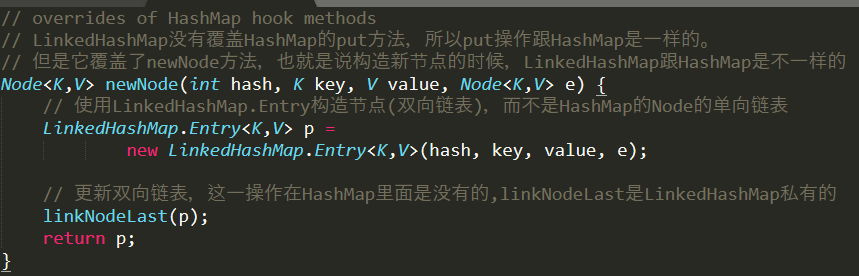 // overrides of HashMap hook methods
// LinkedHashMap没有覆盖HashMap的put方法，所以put操作跟HashMap是一样的。
// 但是它覆盖了newNode方法，也就是说构造新节点的时候，LinkedHashMap跟HashMap是不一样的
Node<K,V> newNode(int hash, K key, V value, Node<K,V> e) {
    // 使用LinkedHashMap.Entry构造节点(双向链表)，而不是HashMap的Node的单向链表
    LinkedHashMap.Entry<K,V> p =
            new LinkedHashMap.Entry<K,V>(hash, key, value, e);
    // 更新双向链表，这一操作在HashMap里面是没有的,linkNodeLast是LinkedHashMap私有的
    linkNodeLast(p);
    return p;
}